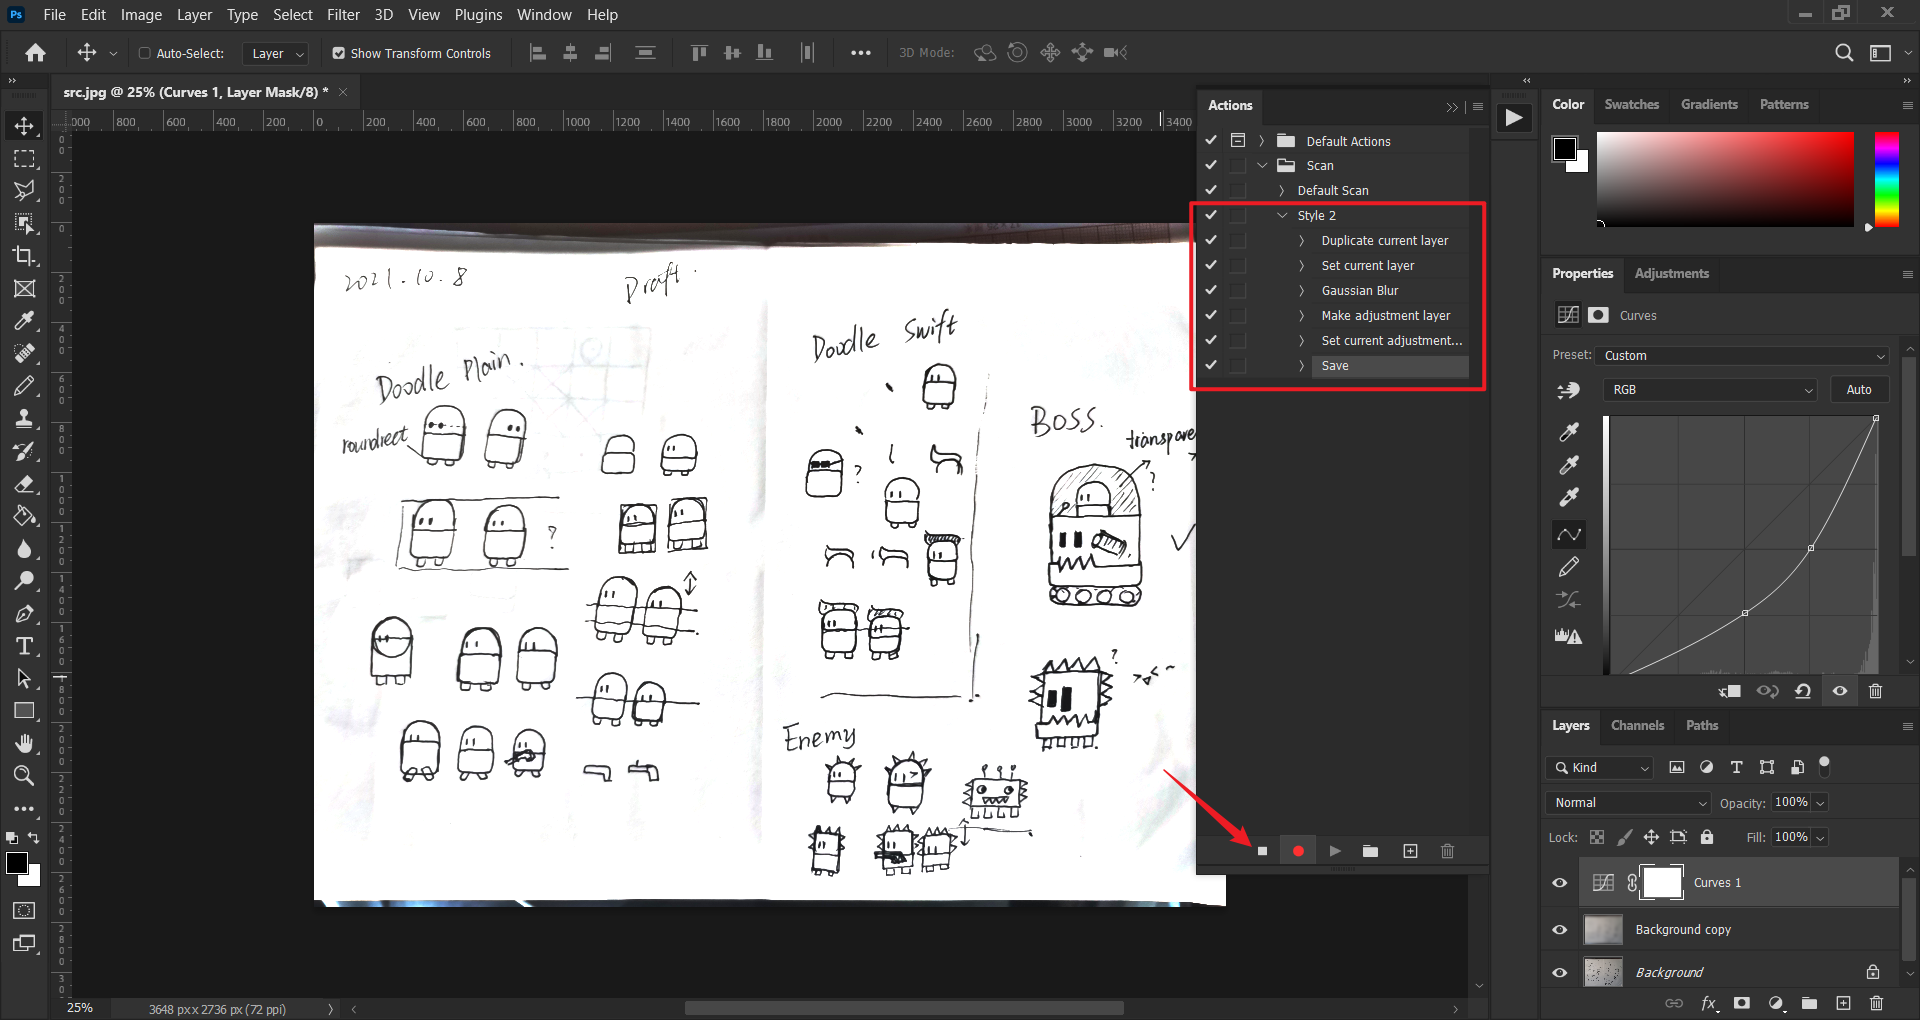 Ps File Edit Image Layer Type Select Filter 3D View Plugins Window Help
Auto-Select: Layer Show Transform Controls 3D Mode:
src.jpg @ 25% (Curves 1, Layer Mask/8) *
000 800 600 400 200 0 200 400 600 800 1000 1200 1400 1600 1800 2000 2200 2400 2600 2800 3000 3200 3400
2021.10.8
Draft.
Doodle Plain.
roundrect
?
Doodle Swift
?
BOSS.
transpare
?
?
Enemy
Actions
Default Actions
Scan
Default Scan
Style 2
Duplicate current layer
Set current layer
Gaussian Blur
Make adjustment layer
Set current adjustment...
Save
Color Swatches Gradients Patterns
Properties Adjustments
Curves
Preset: Custom
RGB Auto
Layers Channels Paths
Kind
Normal Opacity: 100%
Lock: Fill: 100%
Curves 1
Background copy
Background
fx
25% 3648 px x 2736 px (72 ppi)